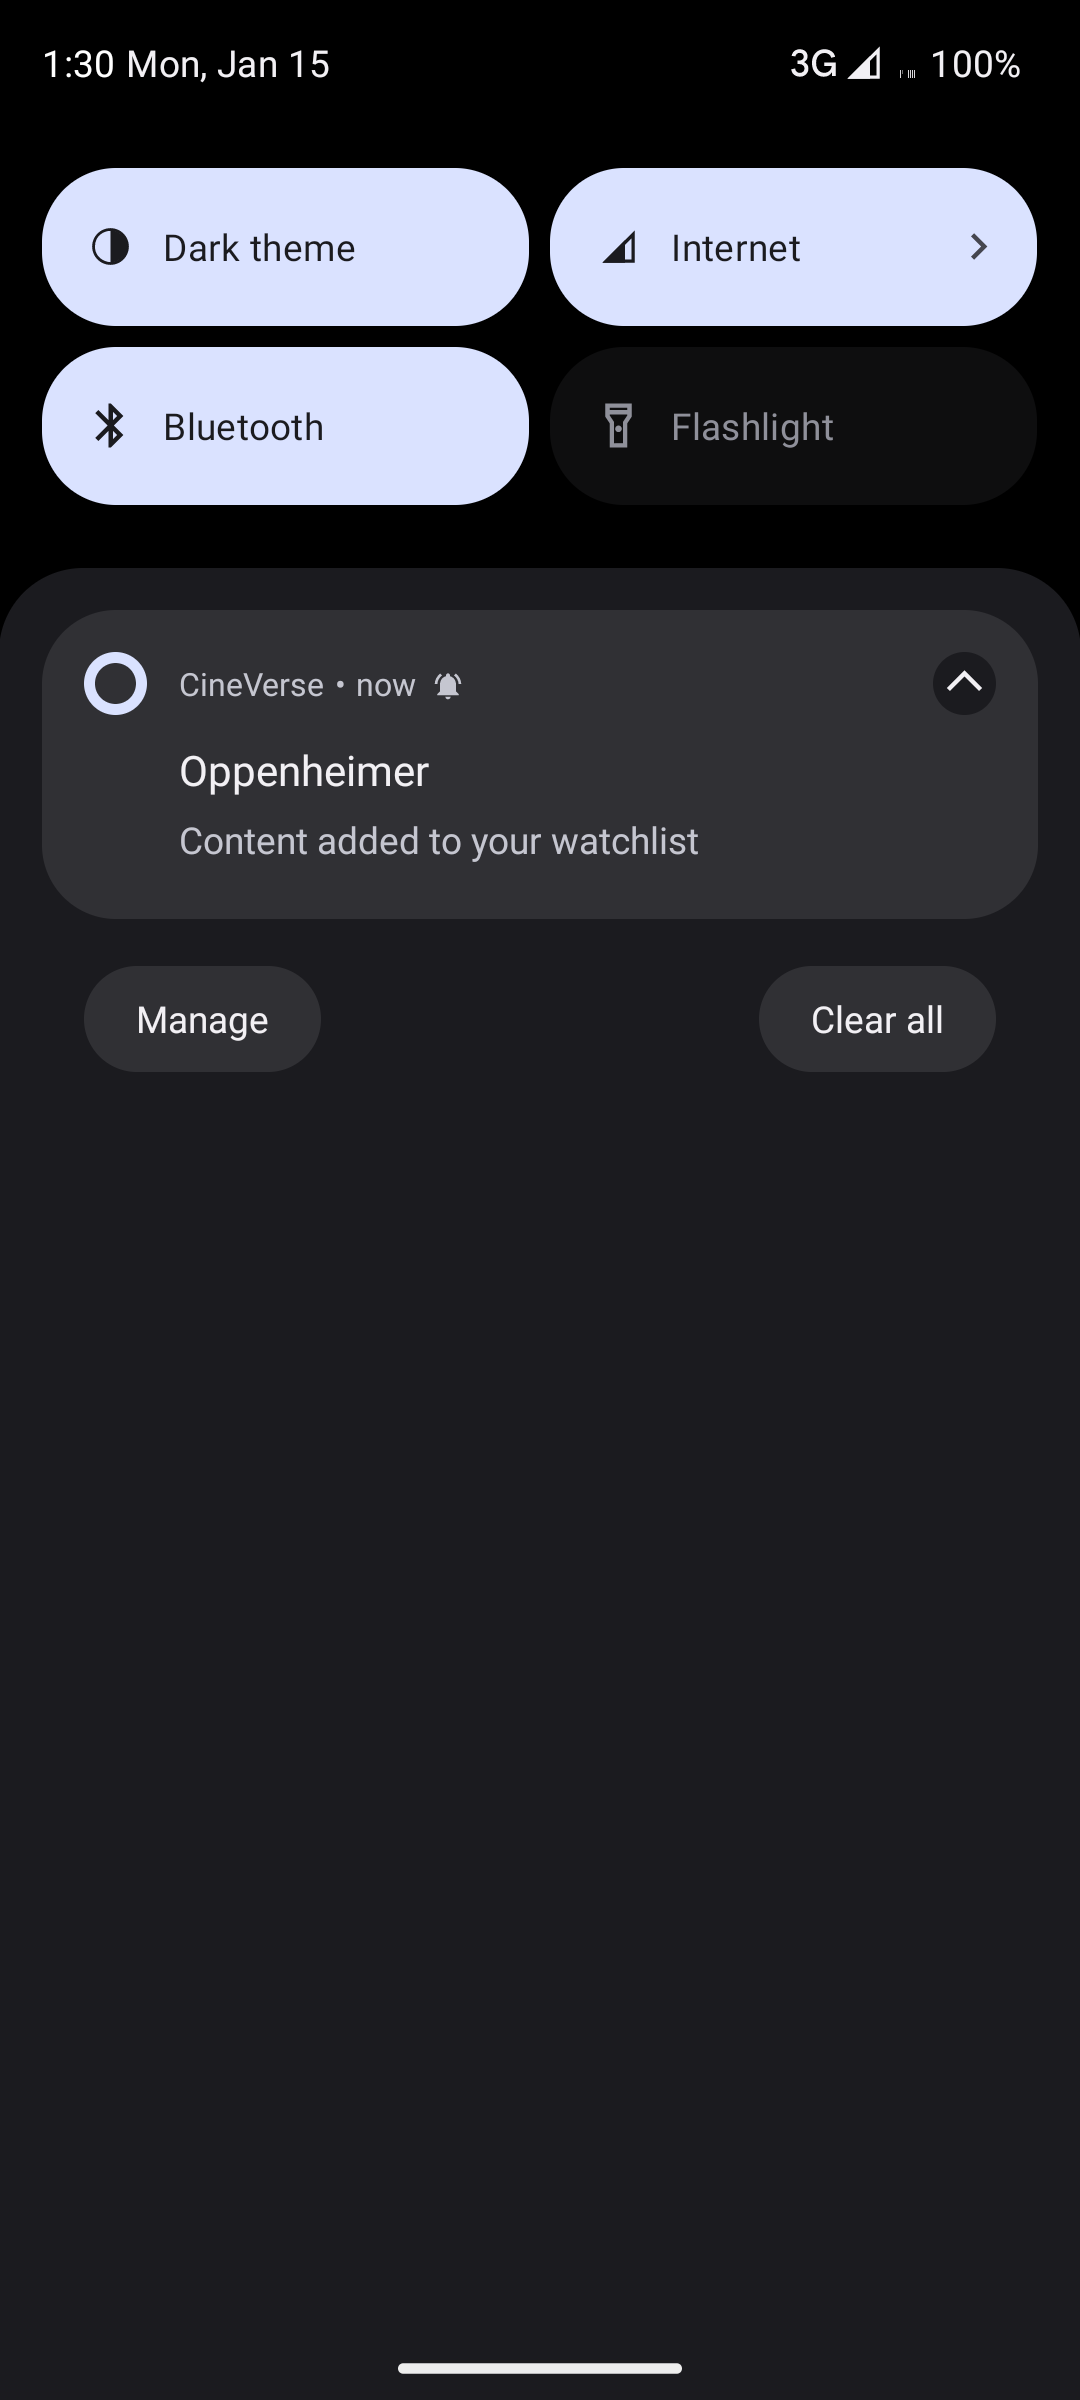 1:30 Mon, Jan 15 3G 100%
Dark theme
Internet
Bluetooth
Flashlight
CineVerse • now
Oppenheimer
Content added to your watchlist
Manage
Clear all